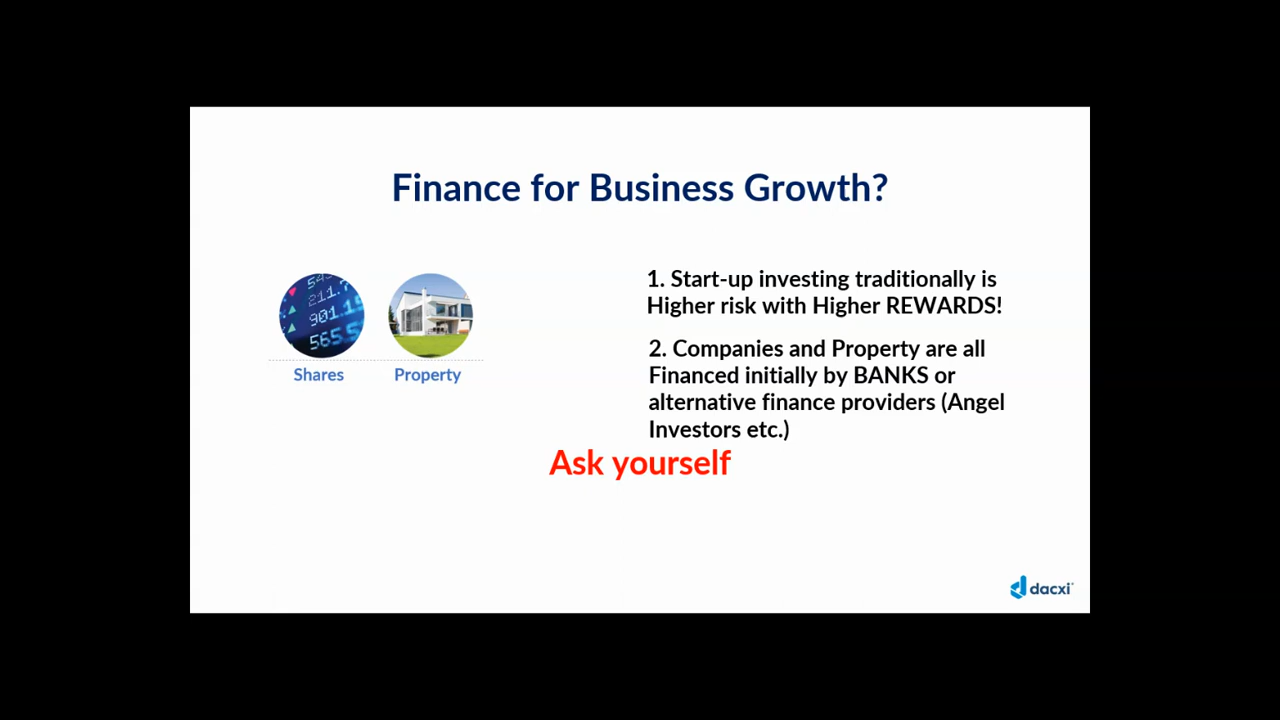 Finance for Business Growth?
1. Start-up investing traditionally is
Higher risk with Higher REWARDS!
2. Companies and Property are all
Financed initially by BANKS or
alternative finance providers (Angel
Investors etc.)
Shares
Property
Ask yourself
dacxi